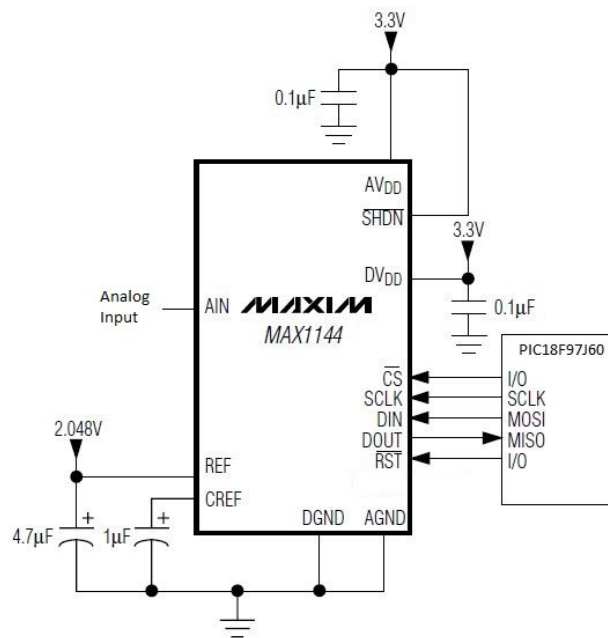 3.3V
0.1µF
AVDD
SHDN
3.3V
DVDD
0.1µF
Analog
Input
AIN
MAXIM
MAX1144
PIC18F97J60
CS
I/O
SCLK
SCLK
DIN
MOSI
DOUT
MISO
RST
I/O
2.048V
REF
CREF
+
+
4.7µF
1µF
DGND
AGND